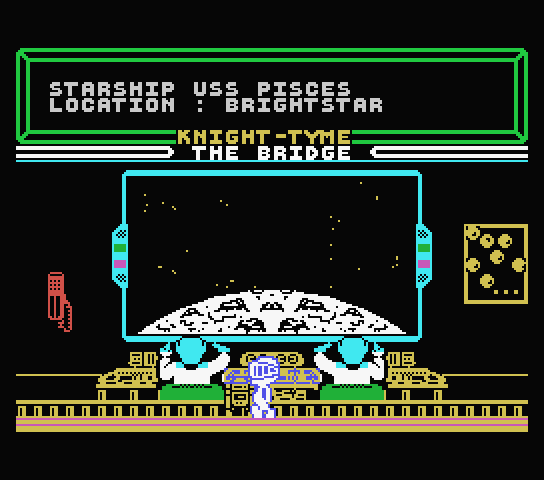 STARSHIP USS PISCES
LOCATION : BRIGHTSTAR
KNIGHT-TYME
THE BRIDGE